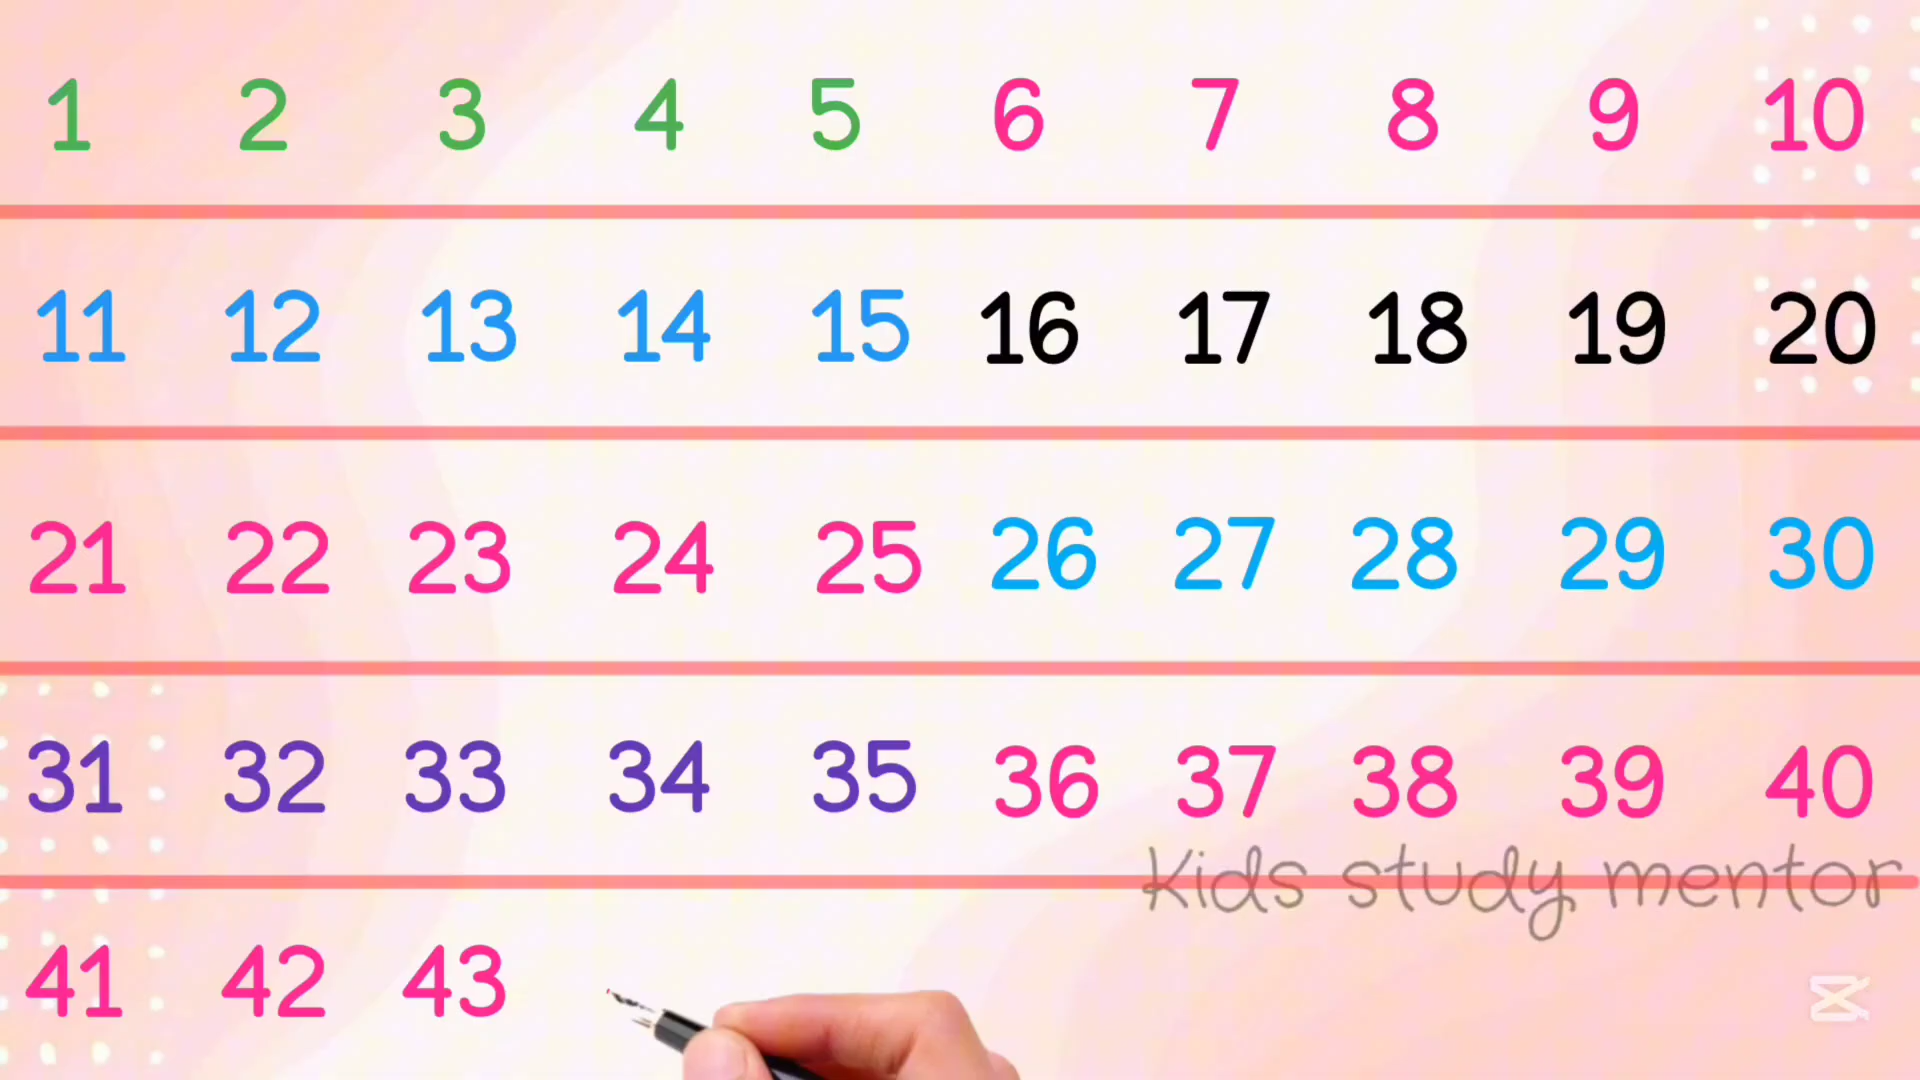 1 2 3 4 5 6 7 8 9 10
11 12 13 14 15 16 17 18 19 20
21 22 23 24 25 26 27 28 29 30
31 32 33 34 35 36 37 38 39 40
Kids study mentor
41 42 43